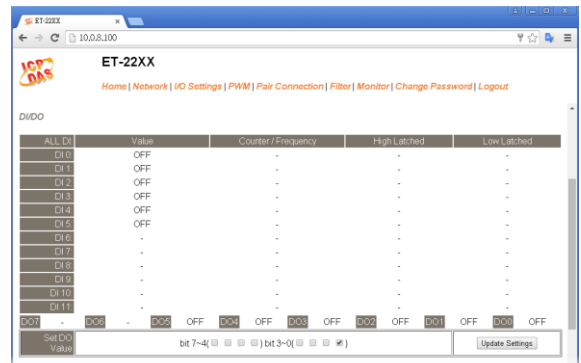 ET-22XX
10.0.8.100
ICP DAS
ET-22XX
Home | Network | I/O Settings | PWM | Pair Connection | Filter | Monitor | Change Password | Logout
DI/DO
ALL DI Value Counter / Frequency High Latched Low Latched
DI 0 OFF - - -
DI 1 OFF - - -
DI 2 OFF - - -
DI 3 OFF - - -
DI 4 OFF - - -
DI 5 OFF - - -
DI 6 - - - -
DI 7 - - - -
DI 8 - - - -
DI 9 - - - -
DI 10 - - - -
DI 11 - - - -
DO7 - DO6 - DO5 OFF DO4 OFF DO3 OFF DO2 OFF DO1 OFF DO0 OFF
Set DO Value bit 7~4( ) bit 3~0( ) Update Settings